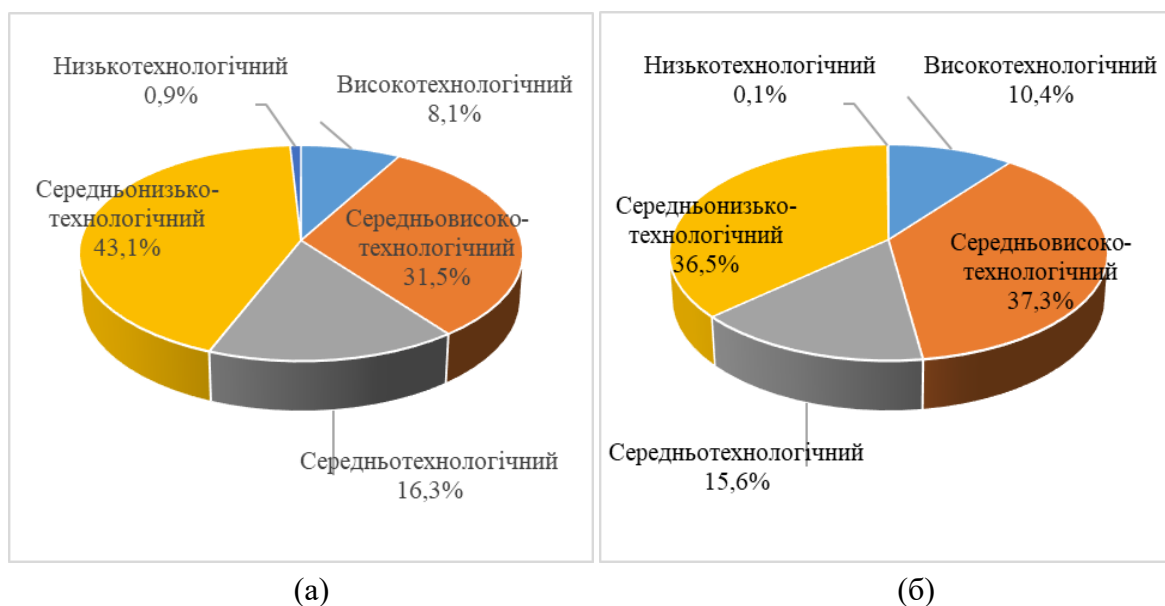 Низькотехнологічний
0,9%
Високотехнологічний
8,1%
Середньонизько-
технологічний
43,1%
Середньовисоко-
технологічний
31,5%
Середньотехнологічний
16,3%
(а)
Низькотехнологічний
0,1%
Високотехнологічний
10,4%
Середньонизько-
технологічний
36,5%
Середньовисоко-
технологічний
37,3%
Середньотехнологічний
15,6%
(б)